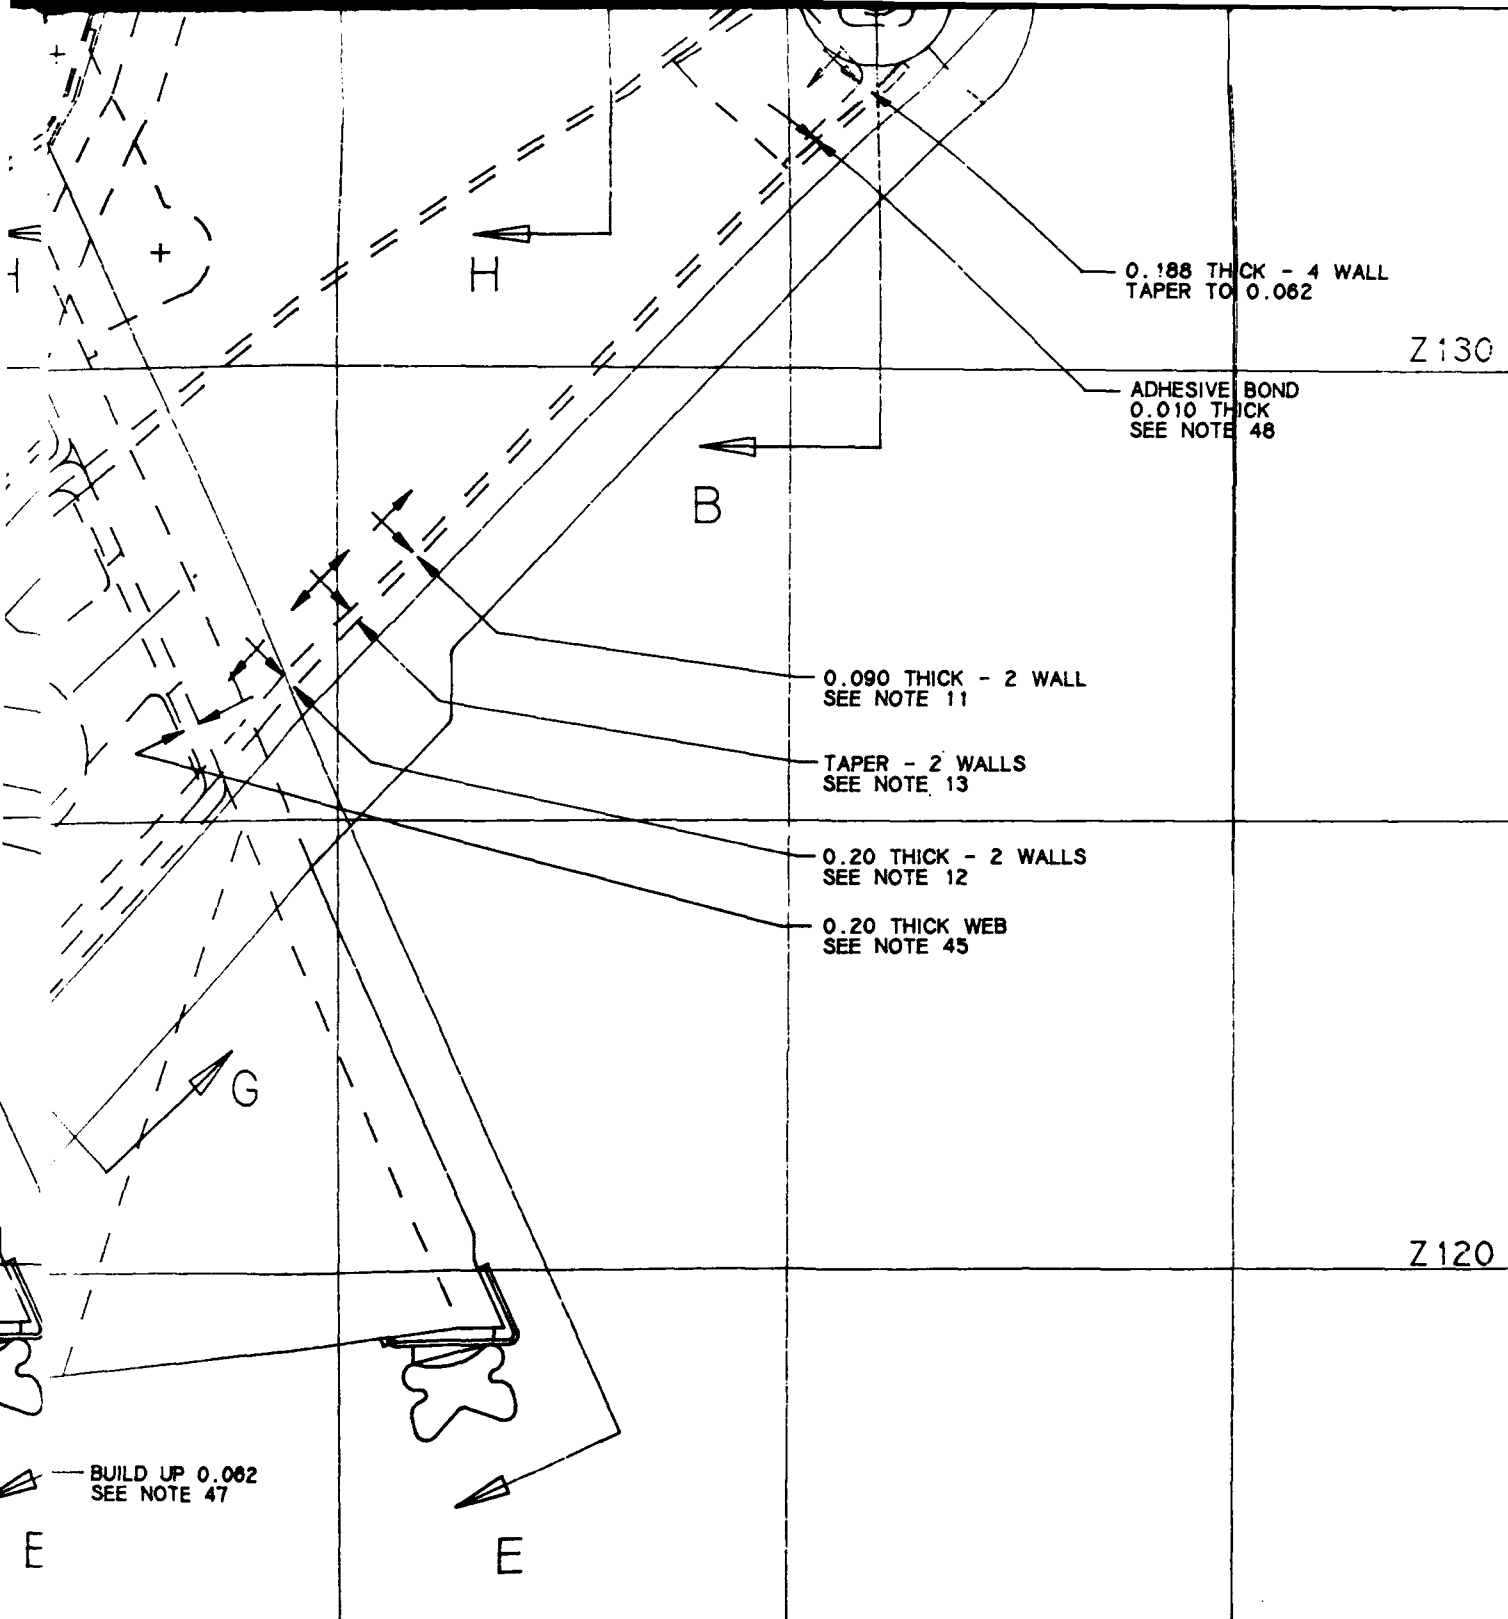 H
0.188 THICK - 4 WALL
TAPER TO 0.062
Z130
ADHESIVE BOND
0.010 THICK
SEE NOTE 48
B
0.090 THICK - 2 WALL
SEE NOTE 11
TAPER - 2 WALLS
SEE NOTE 13
0.20 THICK - 2 WALLS
SEE NOTE 12
0.20 THICK WEB
SEE NOTE 45
G
Z120
BUILD UP 0.062
SEE NOTE 47
E
E